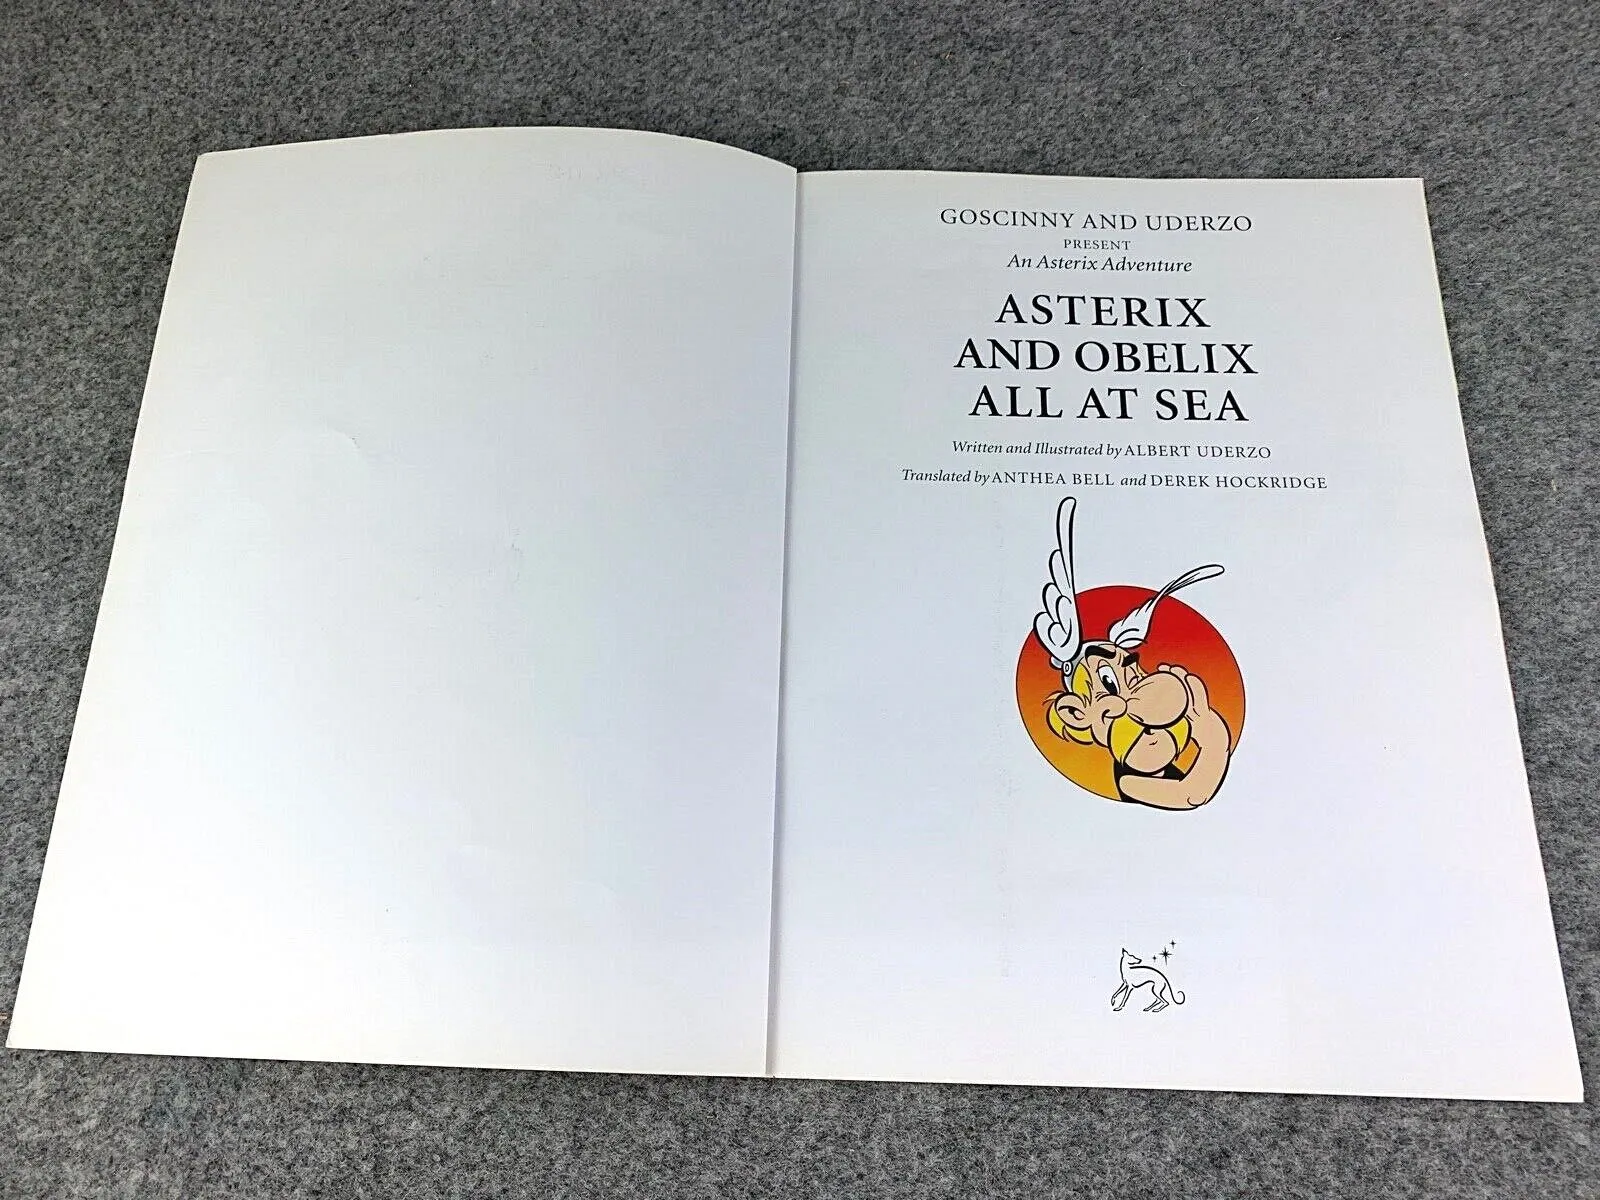 GOSCINNY AND UDERZO
PRESENT
An Asterix Adventure
ASTERIX
AND OBELIX
ALL AT SEA
Written and Illustrated by ALBERT UDERZO
Translated by ANTHEA BELL and DEREK HOCKRIDGE